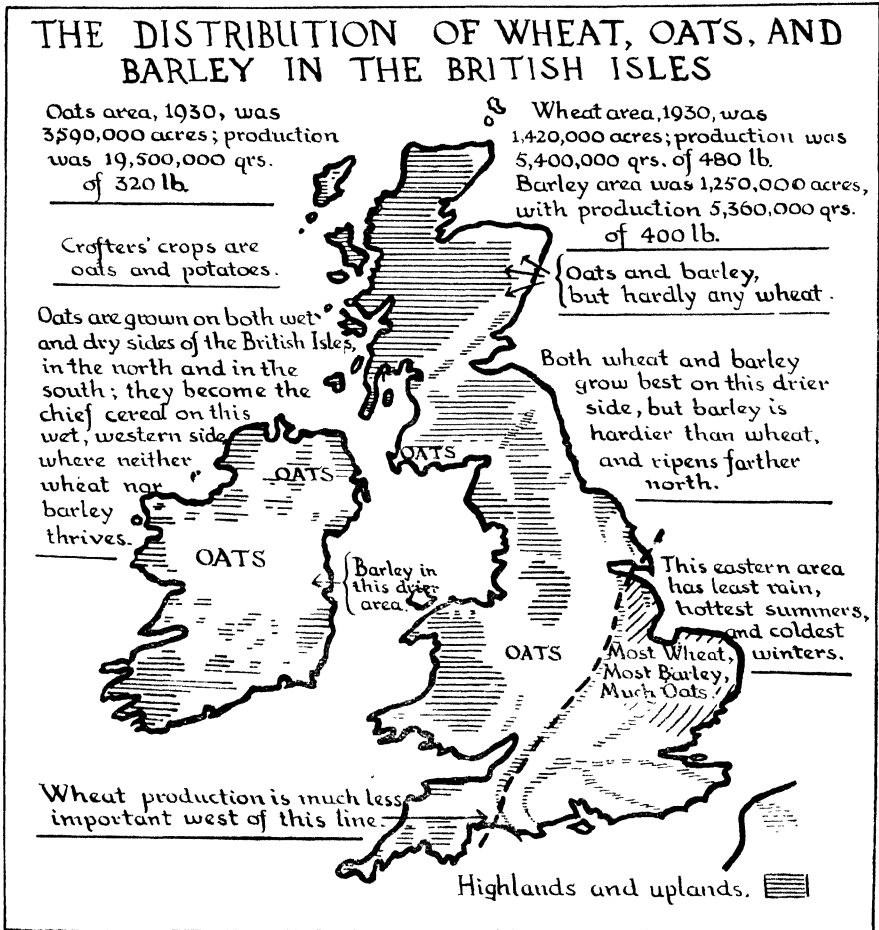 THE DISTRIBUTION OF WHEAT, OATS, AND
BARLEY IN THE BRITISH ISLES
Oats area, 1930, was
3,590,000 acres; production
was 19,500,000 qrs.
of 320 lb.
Wheat area, 1930, was
1,420,000 acres; production was
5,400,000 qrs. of 480 lb.
Barley area was 1,250,000 acres,
with production 5,360,000 qrs.
of 400 lb.
Crofters' crops are
oats and potatoes.
Oats and barley,
but hardly any wheat.
Oats are grown on both wet
and dry sides of the British Isles,
in the north and in the
south; they become the
chief cereal on this
wet, western side
where neither
wheat nor
barley
thrives.
Both wheat and barley
grow best on this drier
side, but barley is
hardier than wheat,
and ripens farther
north.
OATS
OATS
OATS
Barley in
this drier
area.
This eastern area
has least rain,
hottest summers,
and coldest
winters.
OATS
Most Wheat,
Most Barley,
Much Oats.
Wheat production is much less
important west of this line.
Highlands and uplands.